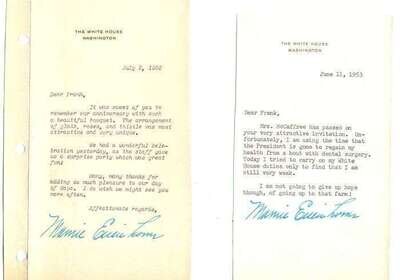 THE WHITE HOUSE
WASHINGTON
July 2, 1952
Dear Frank,
It was sweet of you to
remember our anniversary with such
a beautiful bouquet. The arrangement
of glads, roses, and thistle was most
attractive and very unique.
We had a wonderful cele-
bration yesterday, as the staff gave
us a surprise party which was great
fun!
Many, many thanks for
adding so much pleasure to our day
of days. I do wish we might see you
more often.
Affectionate regards,
Mamie Eisenhower
THE WHITE HOUSE
WASHINGTON
June 11, 1953
Dear Frank,
Mrs. McCaffree has passed on
your very attractive invitation. Un-
fortunately, I am using the time that
the President is gone to regain my
health from a bout with dental surgery.
Today I tried to carry on my White
House duties only to find that I am
still very weak.
I am not going to give up hope
though, of going up to that farm!
Mamie Eisenhower